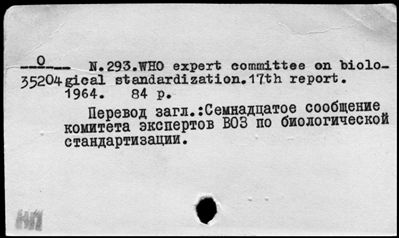 O N.293.WHO expert committee on biolo-
35204 gical standardization.17th report.
1964. 84 p.
Перевод загл.:Семнадцатое сообщение
комитета экспертов ВОЗ по биологической
стандартизации.
НП